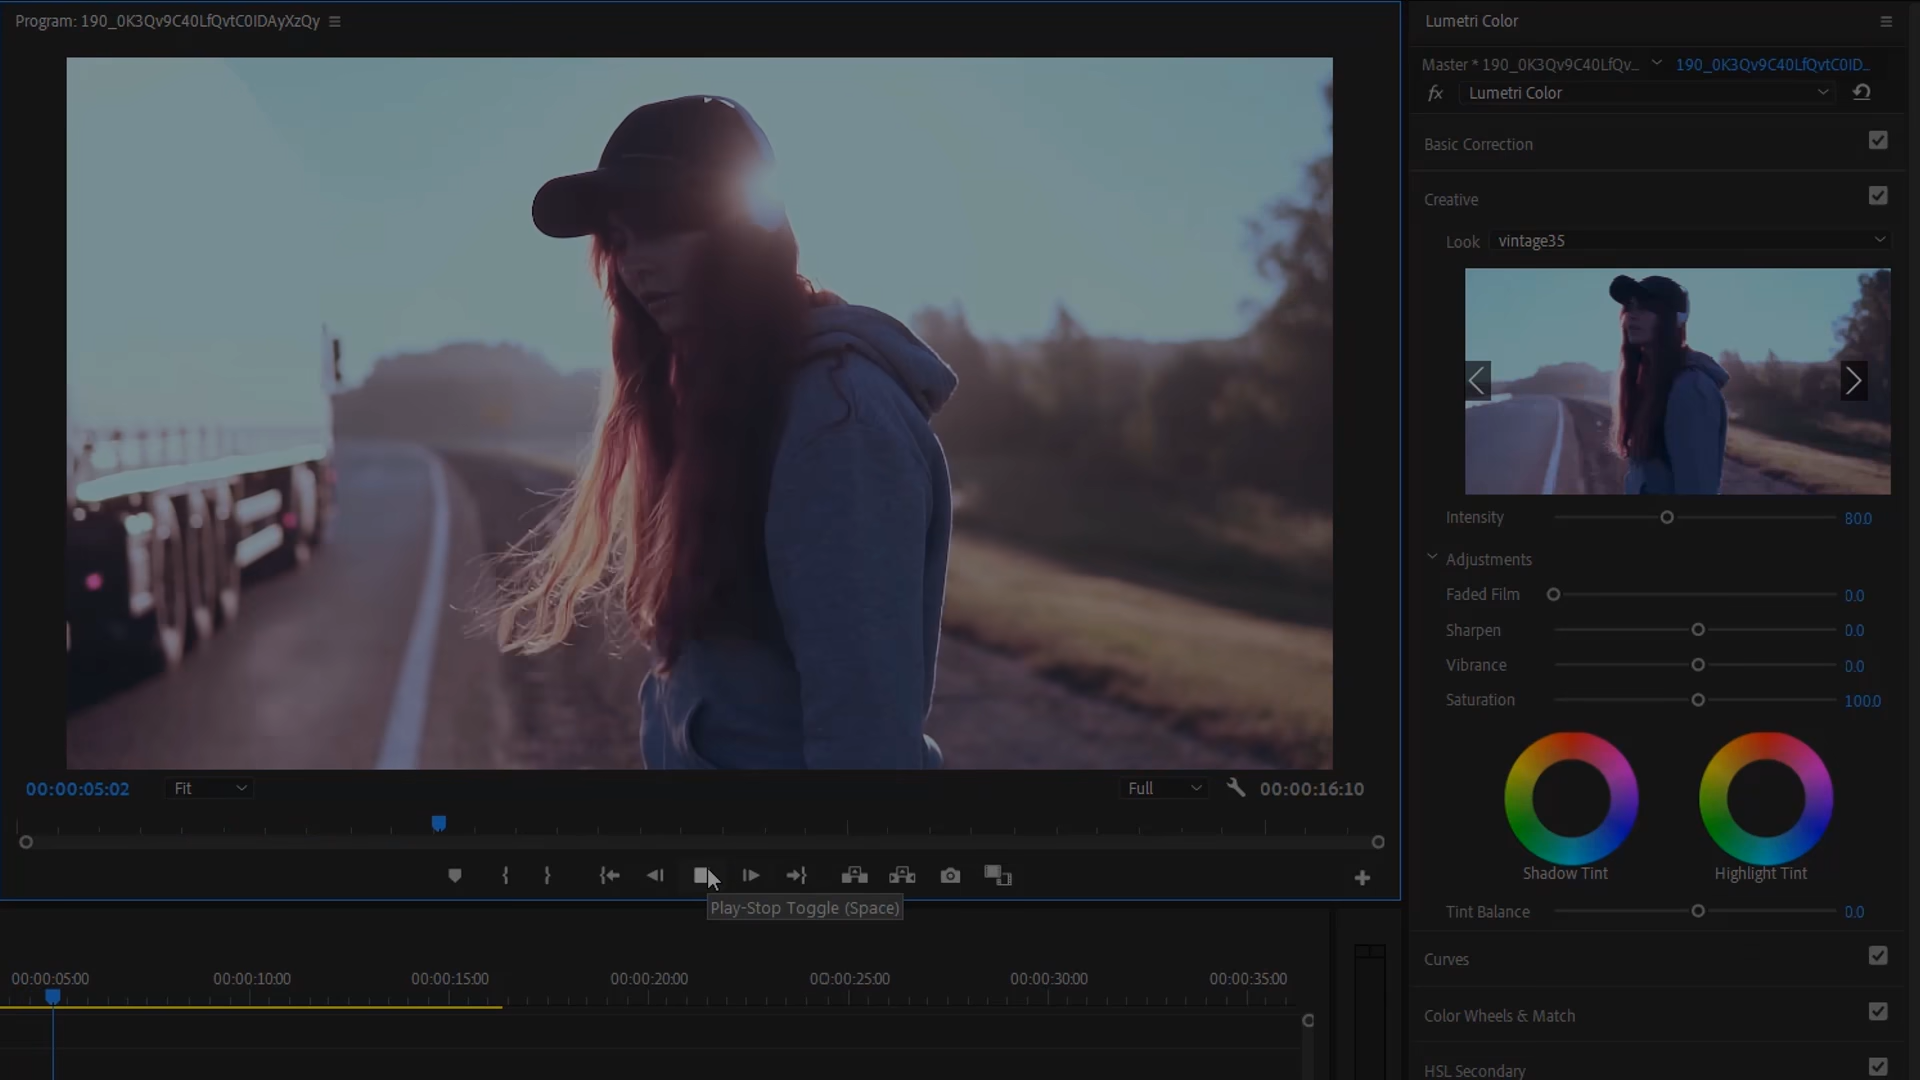 Program: 190_0K3Qv9C40LfQvtC0IDAyXzQy
Lumetri Color
Master * 190_0K3Qv9C40LfQv...
190_0K3Qv9C40LfQvtC0ID...
fx Lumetri Color
Basic Correction
Creative
Look vintage35
Intensity 80.0
Adjustments
Faded Film 0.0
Sharpen 0.0
Vibrance 0.0
Saturation 100.0
Shadow Tint
Highlight Tint
Tint Balance 0.0
Curves
Color Wheels & Match
HSL Secondary
00:00:05:02
Fit
Full
00:00:16:10
Play-Stop Toggle (Space)
00:00:05:00
00:00:10:00
00:00:15:00
00:00:20:00
00:00:25:00
00:00:30:00
00:00:35:00